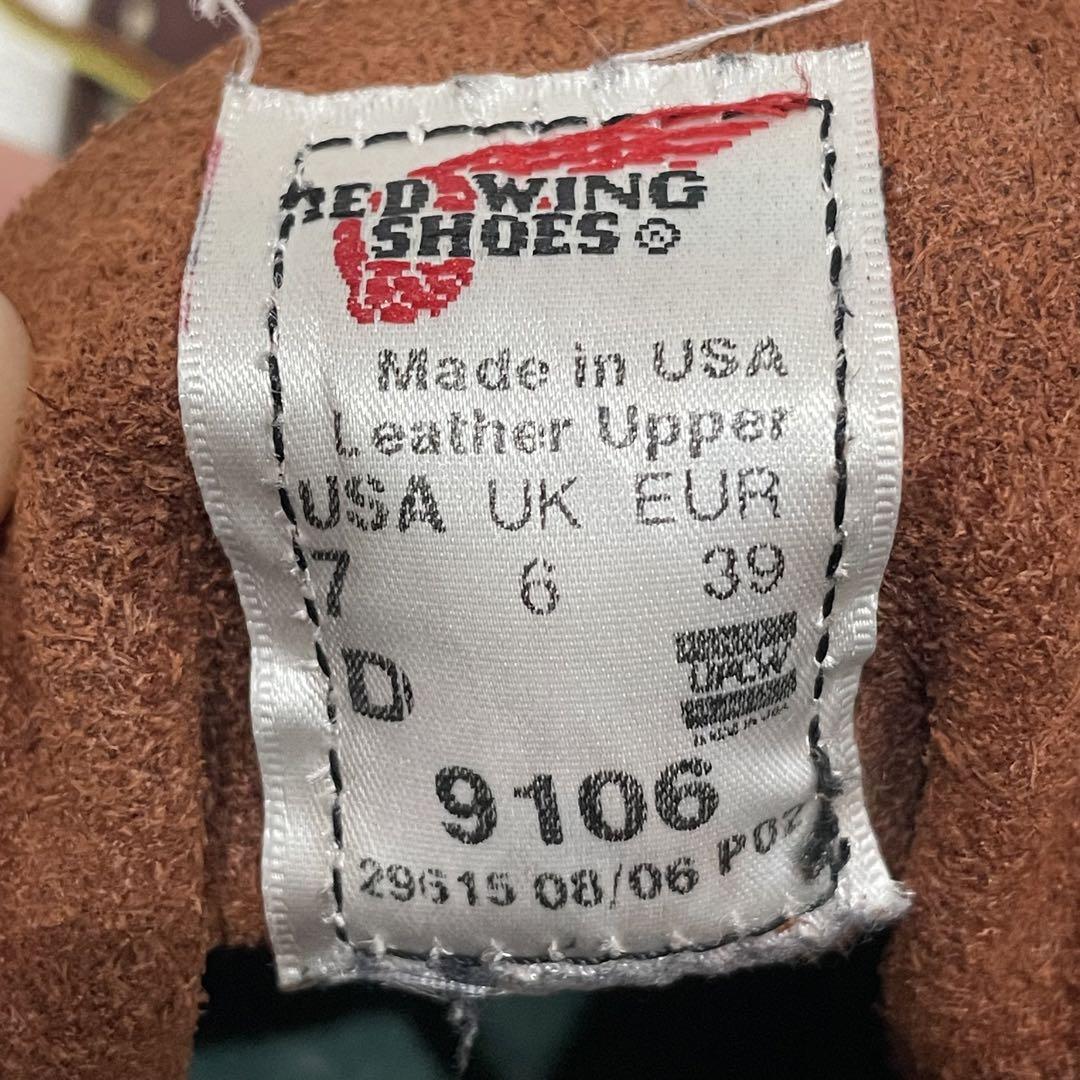 RED WING
SHOES®
Made in USA
Leather Upper
USA UK EUR
7 6 39
D
9106
29615 08/06 P02